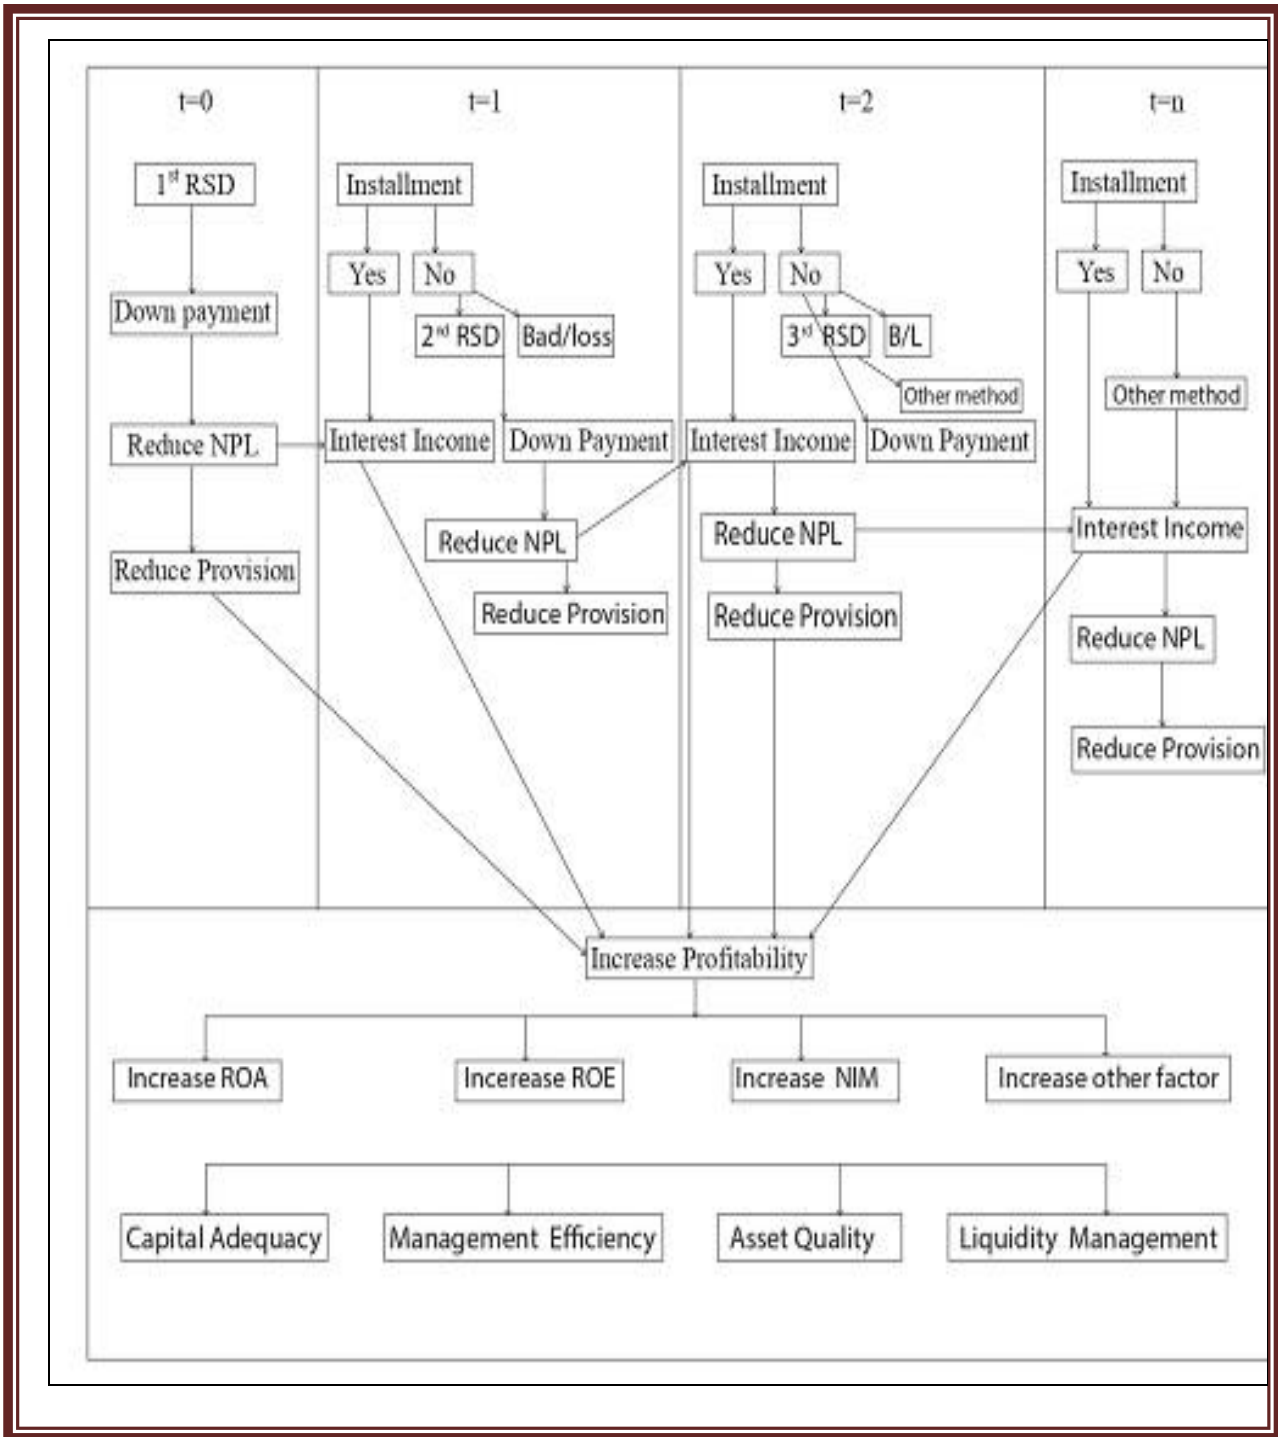 t=0
1st RSD
Down payment
Reduce NPL
Reduce Provision
t=1
Installment
Yes
No
2nd RSD
Bad/loss
Interest Income
Down Payment
Reduce NPL
Reduce Provision
t=2
Installment
Yes
No
3rd RSD
B/L
Other method
Interest Income
Down Payment
Reduce NPL
Reduce Provision
t=n
Installment
Yes
No
Other method
Interest Income
Reduce NPL
Reduce Provision
Increase Profitability
Increase ROA
Incerease ROE
Increase NIM
Increase other factor
Capital Adequacy
Management Efficiency
Asset Quality
Liquidity Management